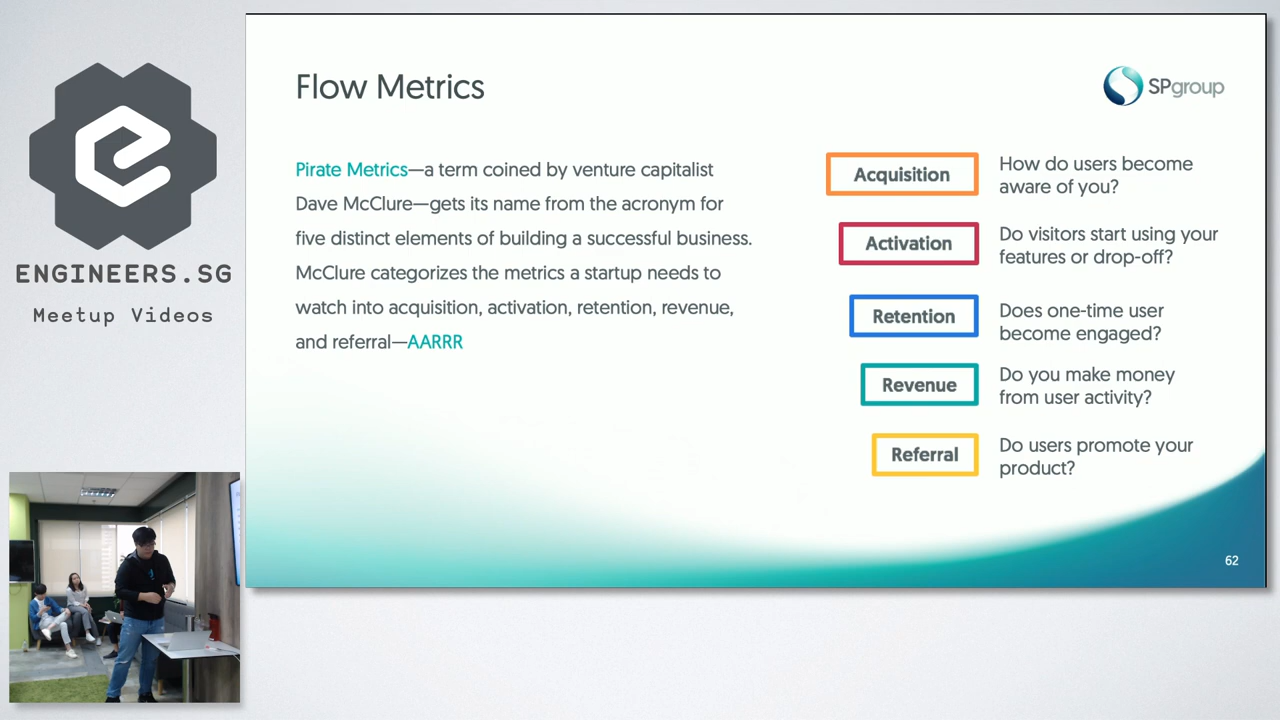 ENGINEERS.SG
Meetup Videos
Flow Metrics
SPgroup
Pirate Metrics—a term coined by venture capitalist
Dave McClure—gets its name from the acronym for
five distinct elements of building a successful business.
McClure categorizes the metrics a startup needs to
watch into acquisition, activation, retention, revenue,
and referral—AARRR
Acquisition
How do users become
aware of you?
Activation
Do visitors start using your
features or drop-off?
Retention
Does one-time user
become engaged?
Revenue
Do you make money
from user activity?
Referral
Do users promote your
product?
62